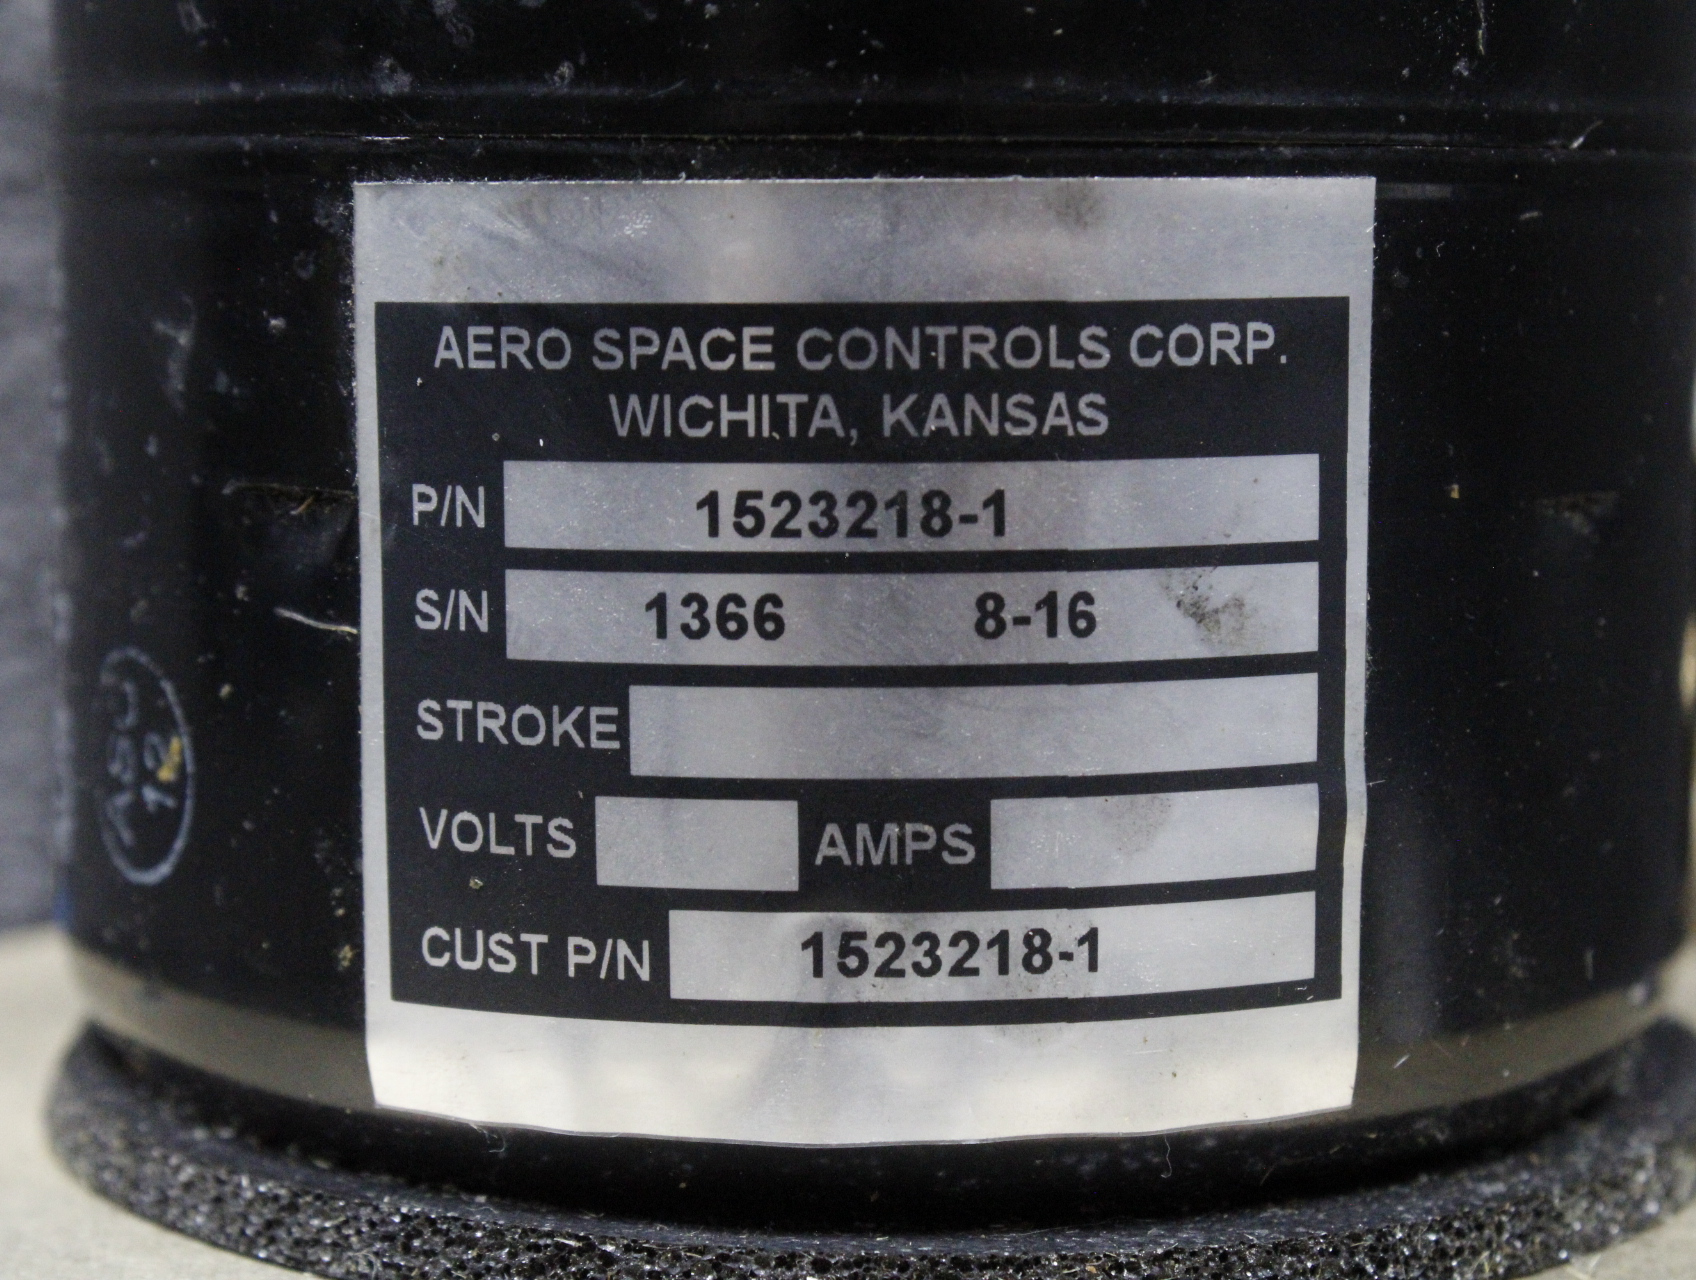 AERO SPACE CONTROLS CORP.
WICHITA, KANSAS
P/N 1523218-1
S/N 1366 8-16
STROKE
VOLTS AMPS
CUST P/N 1523218-1